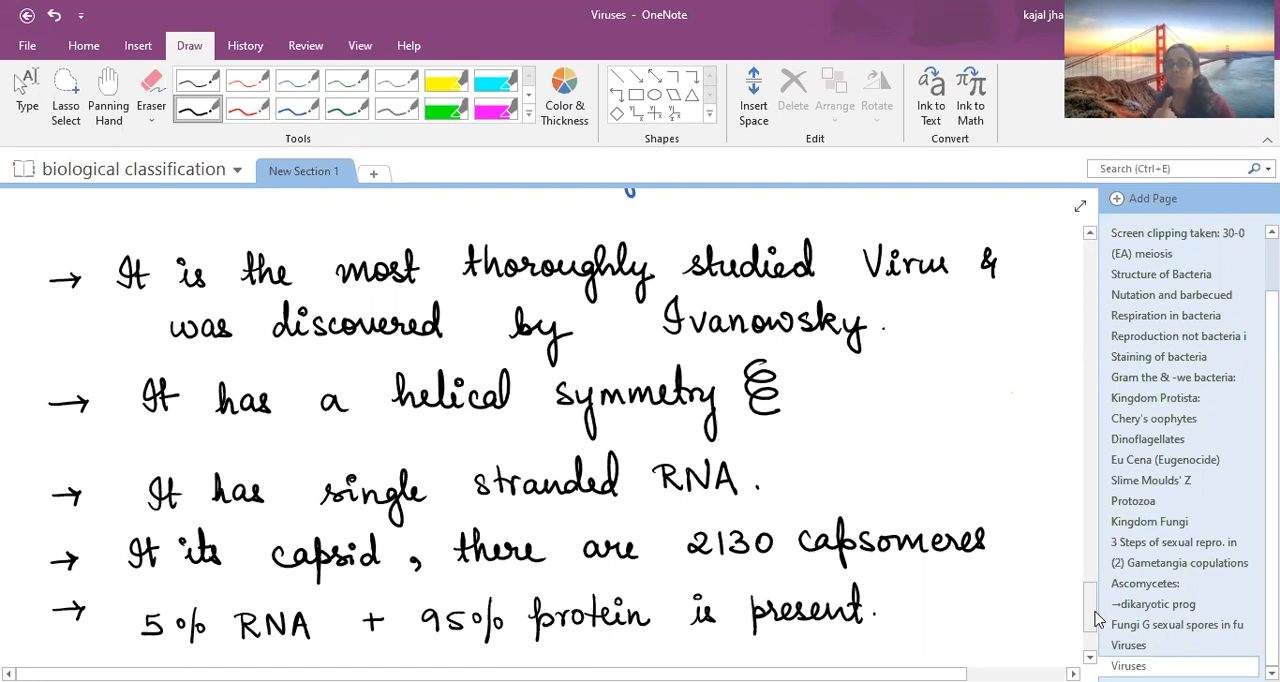 Viruses - OneNote
kajal jha
File Home Insert Draw History Review View Help
Type
Lasso Select
Panning Hand
Eraser
Color & Thickness
Insert Space
Delete
Arrange
Rotate
Ink to Text
Ink to Math
Tools
Shapes
Edit
Convert
biological classification
New Section 1
Search (Ctrl+E)
→ It is the most thoroughly studied Virus &
was discovered by Ivanowsky.
→ It has a helical symmetry
→ It has single stranded RNA.
→ It its capsid, there are 2130 capsomeres
→ 5% RNA + 95% protein is present.
Add Page
Screen clipping taken: 30-0
(EA) meiosis
Structure of Bacteria
Nutation and barbecued
Respiration in bacteria
Reproduction not bacteria i
Staining of bacteria
Gram the & -we bacteria:
Kingdom Protista:
Chery's oophytes
Dinoflagellates
Eu Cena (Eugenocide)
Slime Moulds' Z
Protozoa
Kingdom Fungi
3 Steps of sexual repro. in
(2) Gametangia copulations
Ascomycetes:
→dikaryotic prog
Fungi G sexual spores in fu
Viruses
Viruses